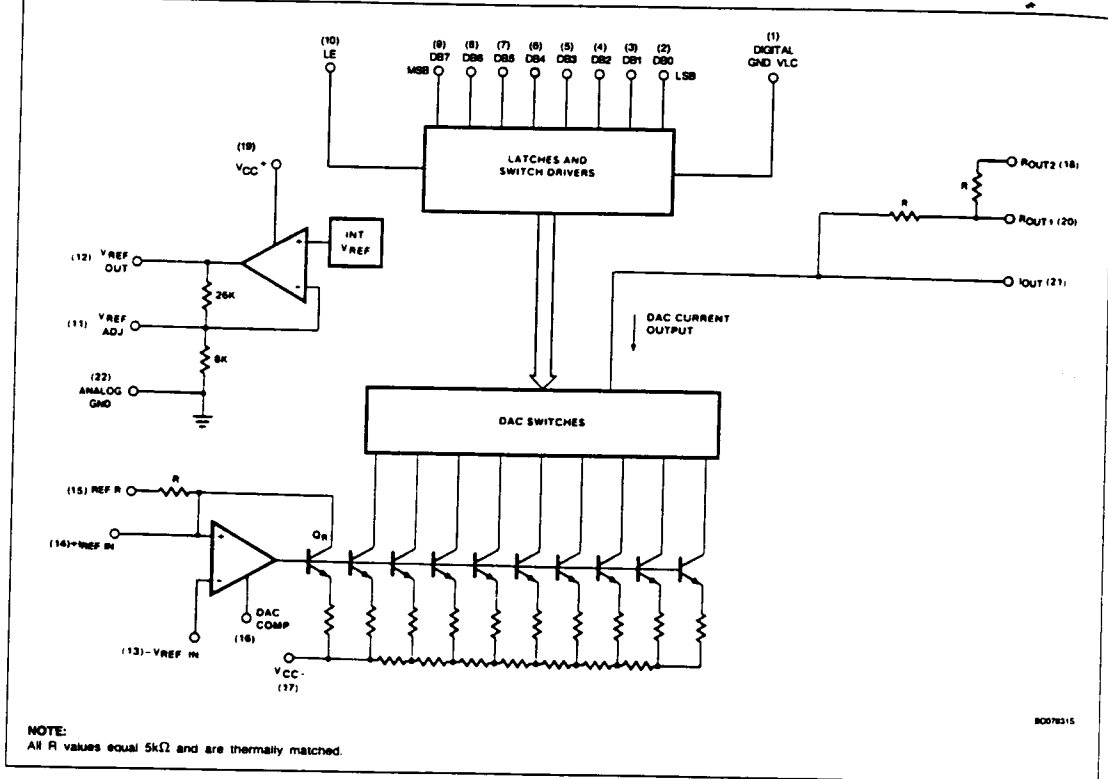 (10)
LE
(9)
DB7
(8)
DB6
(7)
DB5
(6)
DB4
(5)
DB3
(4)
DB2
(3)
DB1
(2)
DB0
MSB
LSB
(1)
DIGITAL
GND VLC
LATCHES AND
SWITCH DRIVERS
(19)
VCC+
INT
VREF
(12) VREF
OUT
26K
(11) VREF
ADJ
8K
(22)
ANALOG
GND
R
ROUT2 (18)
R
ROUT1 (20)
IOUT (21)
DAC CURRENT
OUTPUT
DAC SWITCHES
(15) REF R
R
(14)+VREF IN
+
-
QR
DAC
COMP
(16)
(13)-VREF IN
VCC-
(17)
NOTE:
All R values equal 5kΩ and are thermally matched.